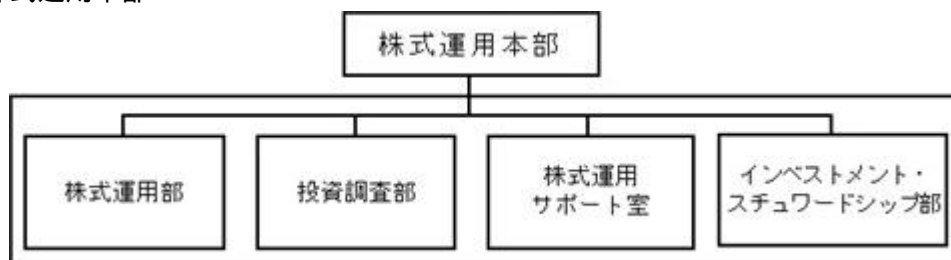 株式運用本部
株式運用部
投資調査部
株式運用
サポート室
インベストメント・
スチュワードシップ部